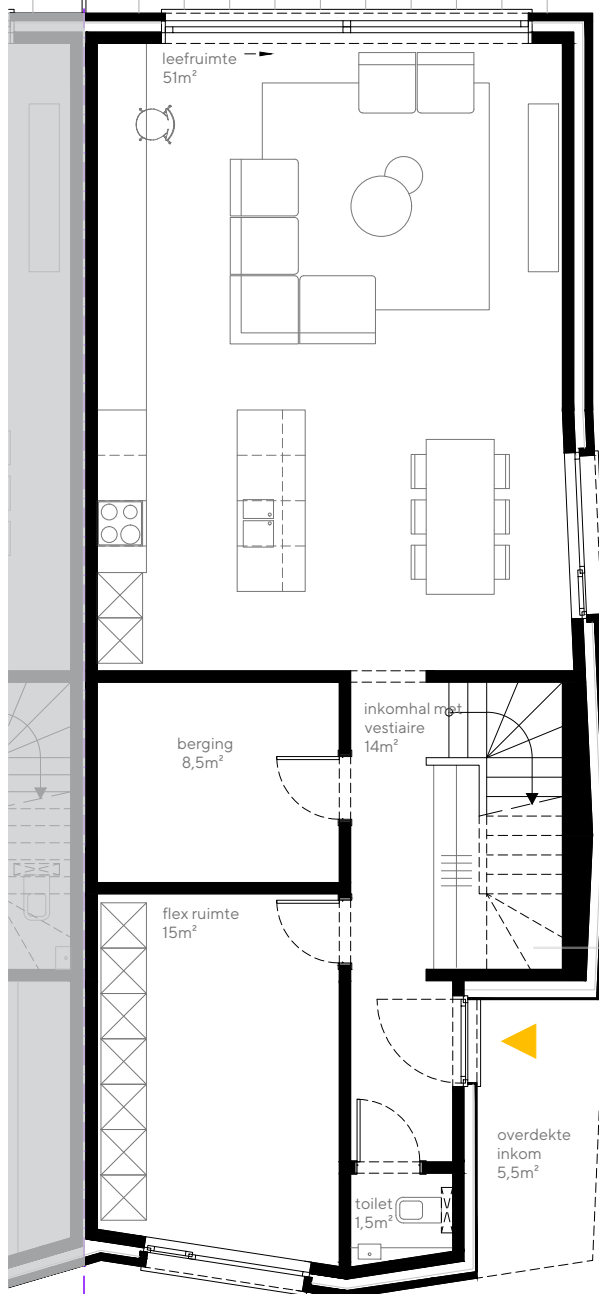 leefruimte
51m²
inkomhal met
vestiaire
14m²
berging
8,5m²
flex ruimte
15m²
overdekte
inkom
5,5m²
toilet
1,5m²